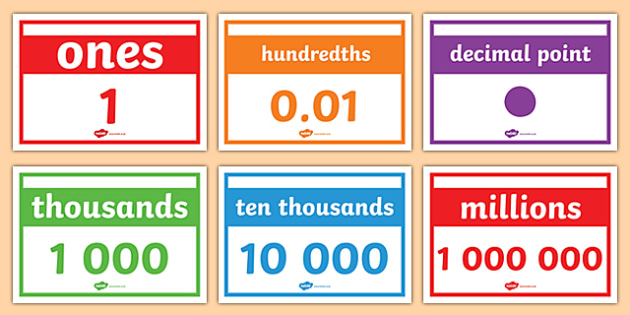 ones
1
hundredths
0.01
decimal point
thousands
1 000
ten thousands
10 000
millions
1 000 000